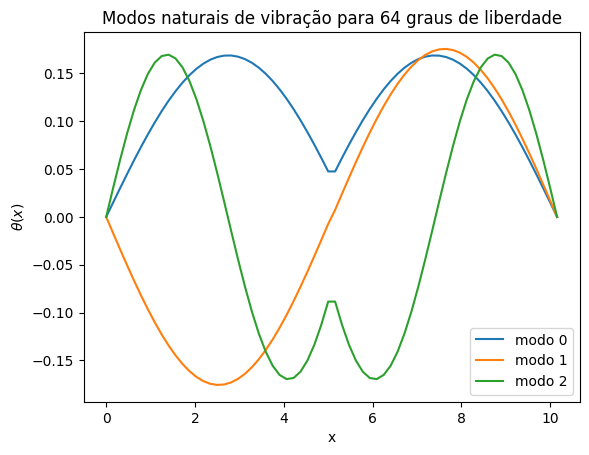 Modos naturais de vibração para 64 graus de liberdade
0.15
0.10
0.05
0.00
−0.05
−0.10
−0.15
θ(x)
0 2 4 6 8 10
x
modo 0
modo 1
modo 2